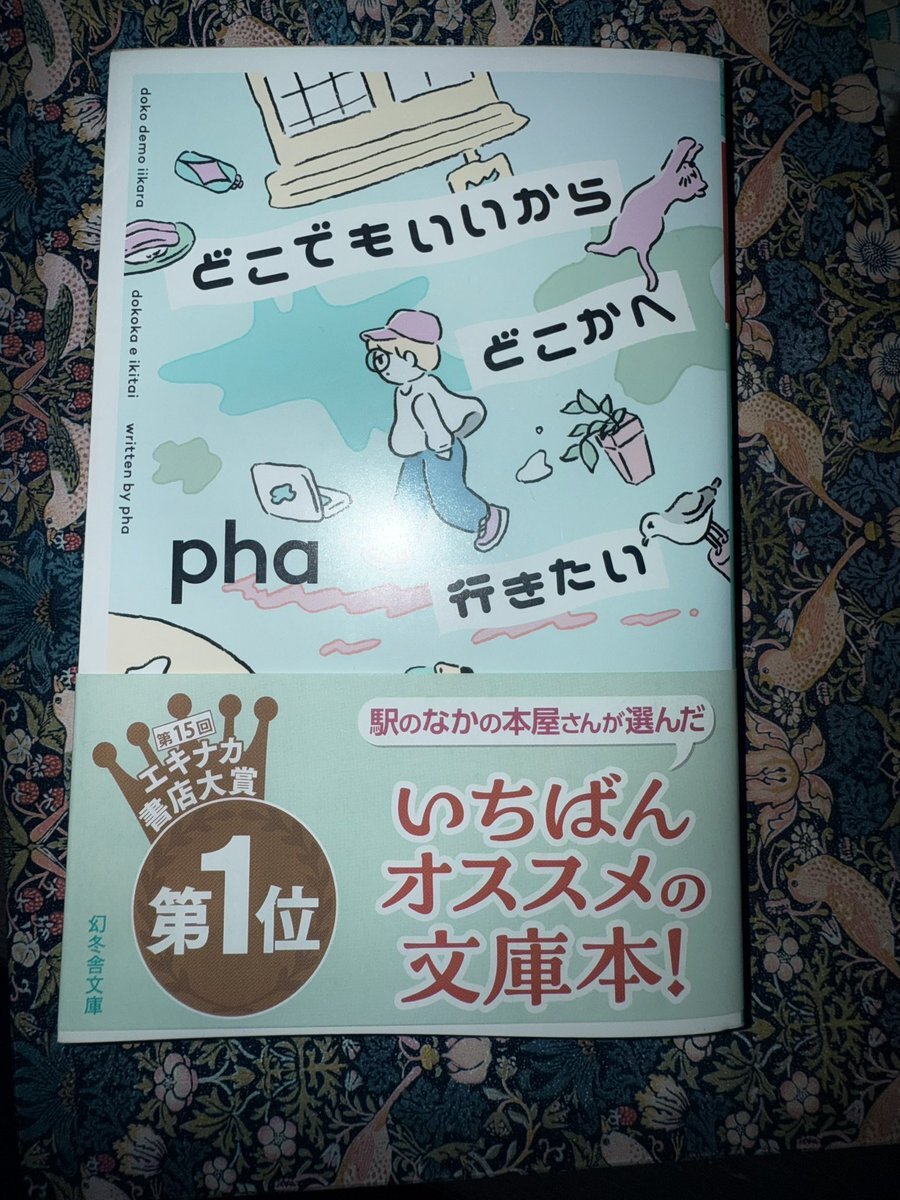 doko demo iikara dokoka e ikitai written by pha
どこでもいいから
どこかへ
行きたい
pha
第15回
エキナカ
書店大賞
第1位
駅のなかの本屋さんが選んだ
いちばん
オススメの
文庫本!
幻冬舎文庫